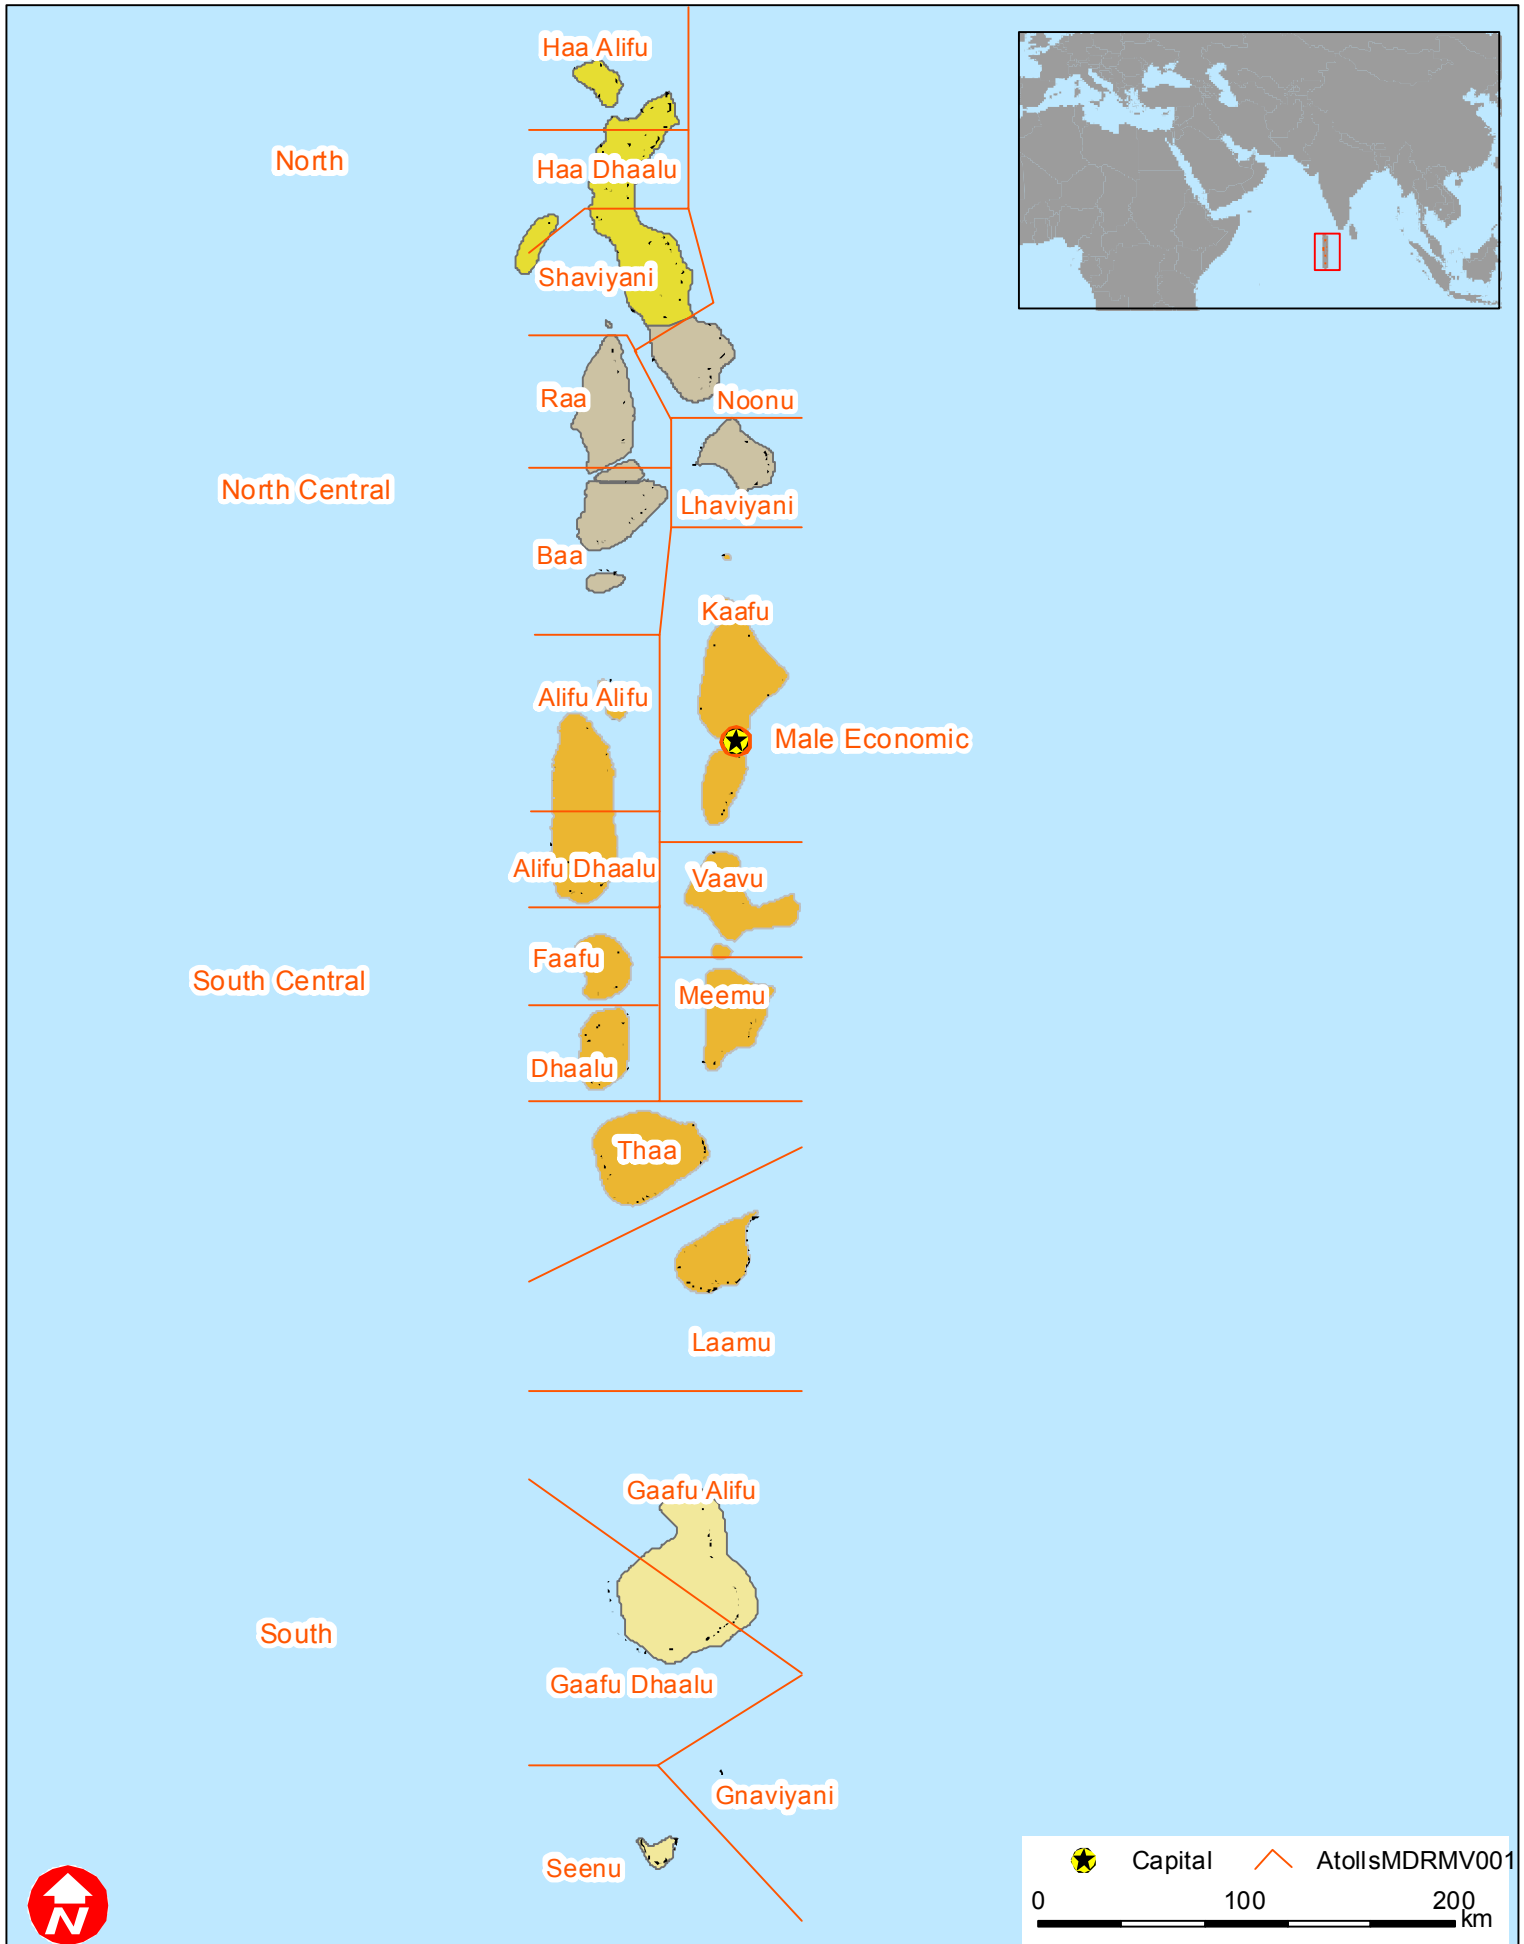 Haa Alifu
North
Haa Dhaalu
Shaviyani
Raa
Noonu
North Central
Lhaviyani
Baa
Kaafu
Alifu Alifu
Male Economic
Alifu Dhaalu
Vaavu
Faafu
South Central
Meemu
Dhaalu
Thaa
Laamu
Gaafu Alifu
South
Gaafu Dhaalu
Gnaviyani
Seenu
N
Capital
AtollsMDRMV001
0 100 200
km